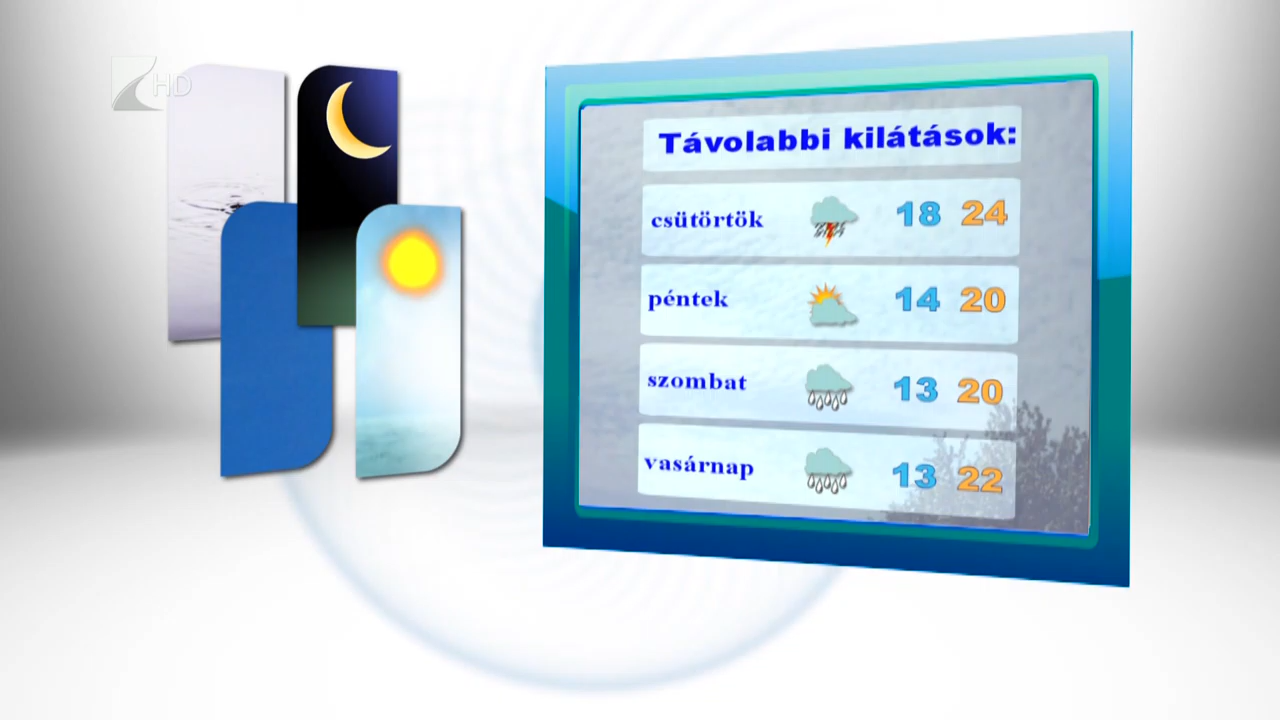 HD
Távolabbi kilátások:
csütörtök 18 24
péntek 14 20
szombat 13 20
vasárnap 13 22